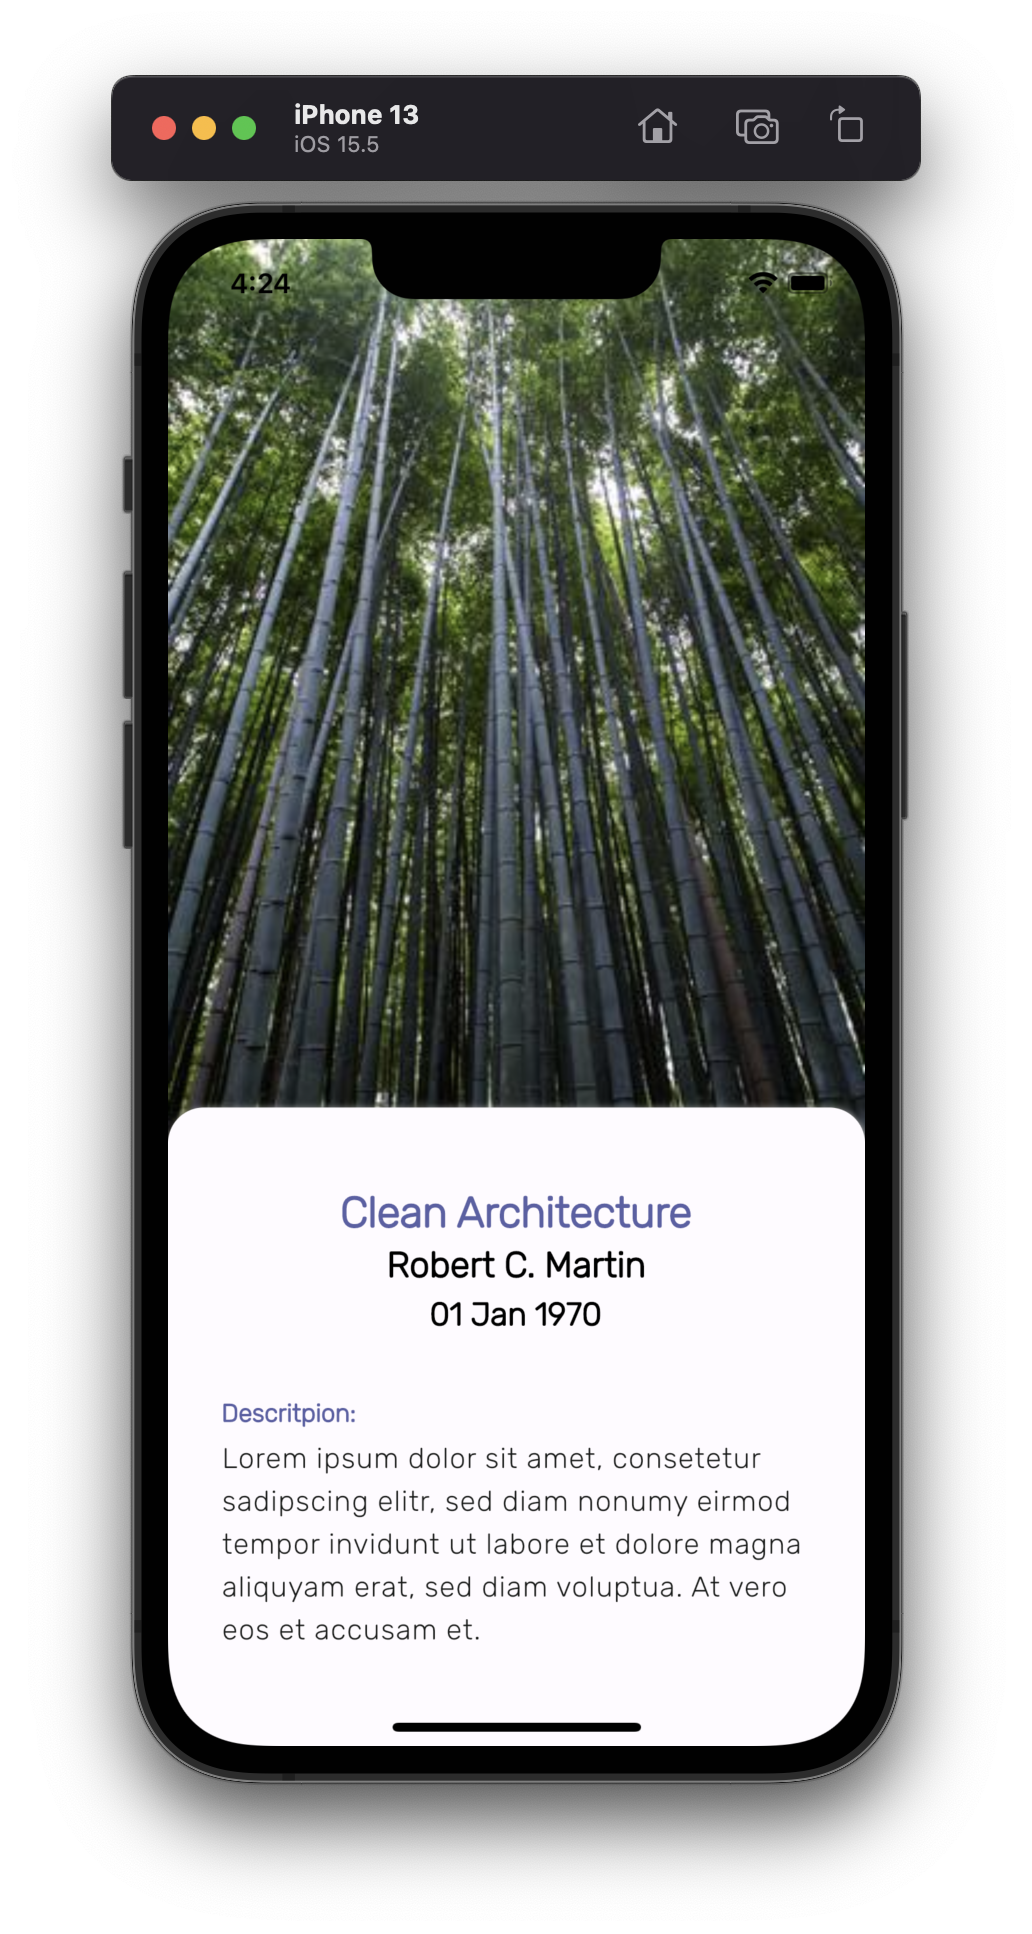 iPhone 13
iOS 15.5
4:24
Clean Architecture
Robert C. Martin
01 Jan 1970
Descritpion:
Lorem ipsum dolor sit amet, consetetur
sadipscing elitr, sed diam nonumy eirmod
tempor invidunt ut labore et dolore magna
aliquyam erat, sed diam voluptua. At vero
eos et accusam et.